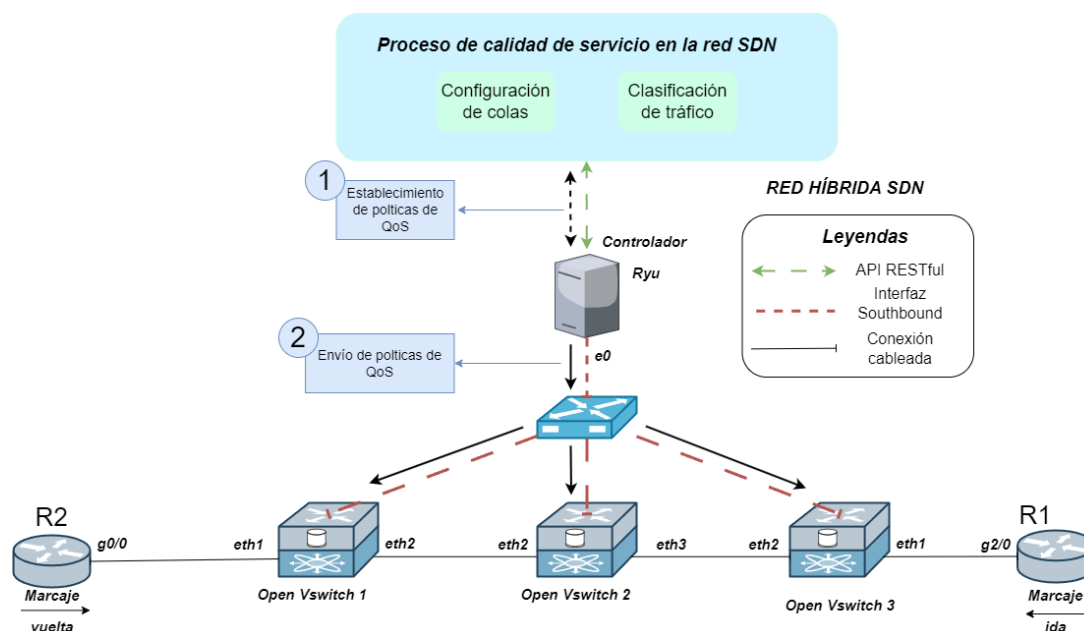 Proceso de calidad de servicio en la red SDN
Configuración
de colas
Clasificación
de tráfico
1
Establecimiento
de polticas de
QoS
RED HÍBRIDA SDN
Controlador
Ryu
Leyendas
API RESTful
Interfaz
Southbound
Conexión
cableada
2
Envío de polticas de
QoS
e0
R2
g0/0
eth1
eth2
eth2
eth3
eth2
eth1
g2/0
R1
Marcaje
vuelta
Open Vswitch 1
Open Vswitch 2
Open Vswitch 3
Marcaje
ida